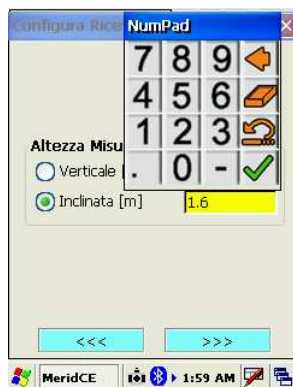 Configura Rice
NumPad
7 8 9
4 5 6
1 2 3
. 0 -
Altezza Misu
Verticale [
Inclinata [m] 1.6
<<< >>>
MeridCE 1:59 AM